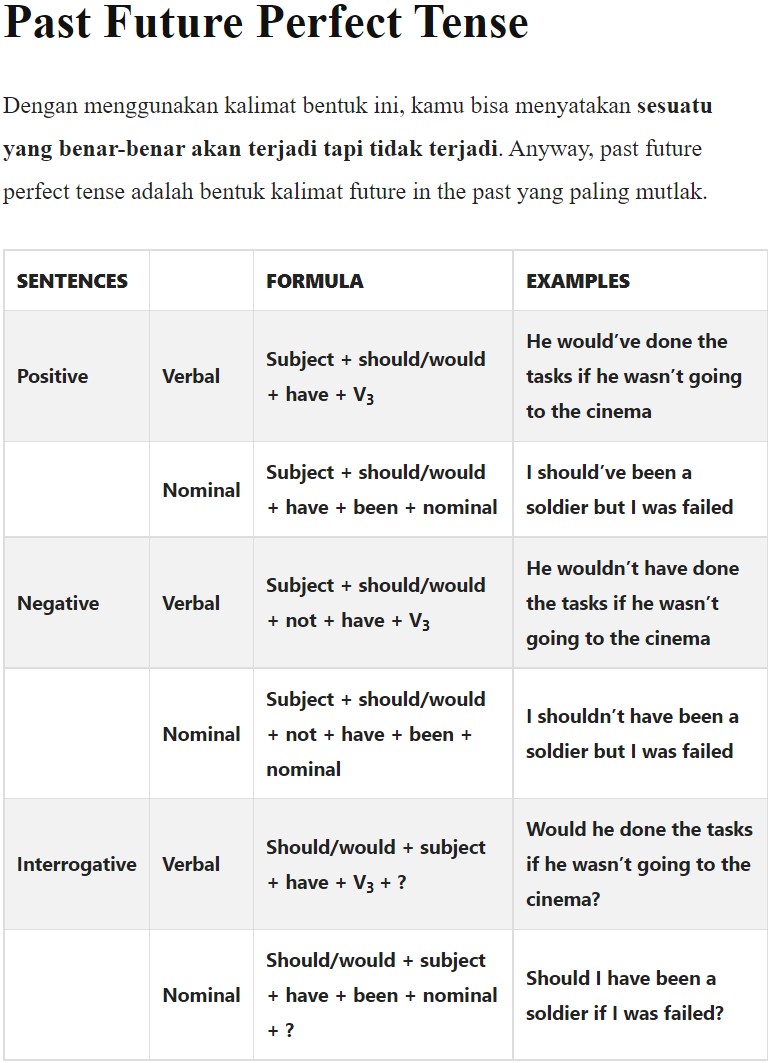 Past Future Perfect Tense
Dengan menggunakan kalimat bentuk ini, kamu bisa menyatakan sesuatu
yang benar-benar akan terjadi tapi tidak terjadi. Anyway, past future
perfect tense adalah bentuk kalimat future in the past yang paling mutlak.
SENTENCES FORMULA EXAMPLES
Positive
Verbal
Subject + should/would
+ have + V₃
He would’ve done the
tasks if he wasn’t going
to the cinema
Nominal
Subject + should/would
+ have + been + nominal
I should’ve been a
soldier but I was failed
Negative
Verbal
Subject + should/would
+ not + have + V₃
He wouldn’t have done
the tasks if he wasn’t
going to the cinema
Nominal
Subject + should/would
+ not + have + been +
nominal
I shouldn’t have been a
soldier but I was failed
Interrogative
Verbal
Should/would + subject
+ have + V₃ + ?
Would he done the tasks
if he wasn’t going to the
cinema?
Nominal
Should/would + subject
+ have + been + nominal
+ ?
Should I have been a
soldier if I was failed?